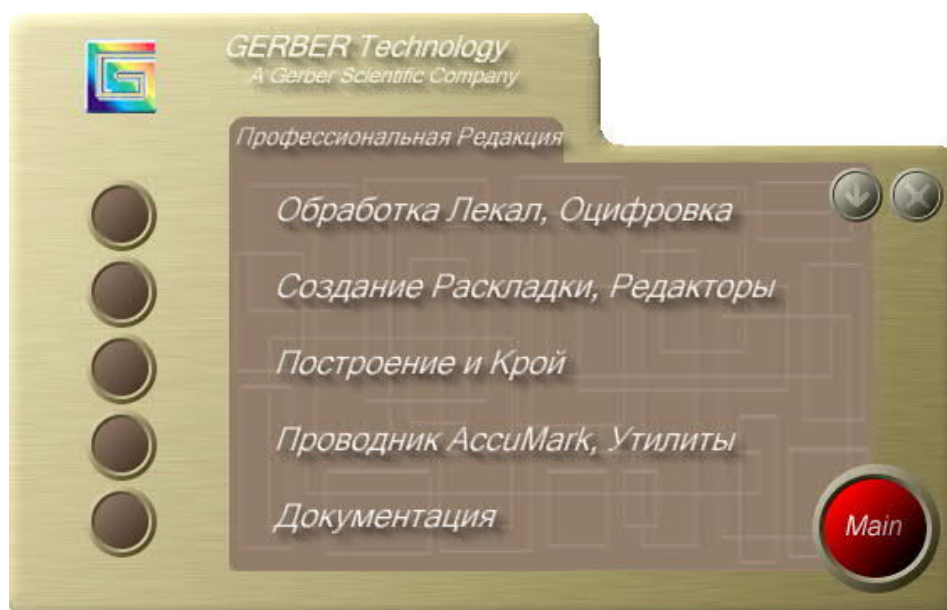 GERBER Technology
A Gerber Scientific Company
Профессиональная Редакция
Обработка Лекал, Оцифровка
Создание Раскладки, Редакторы
Построение и Крой
Проводник AccuMark, Утилиты
Документация
Main